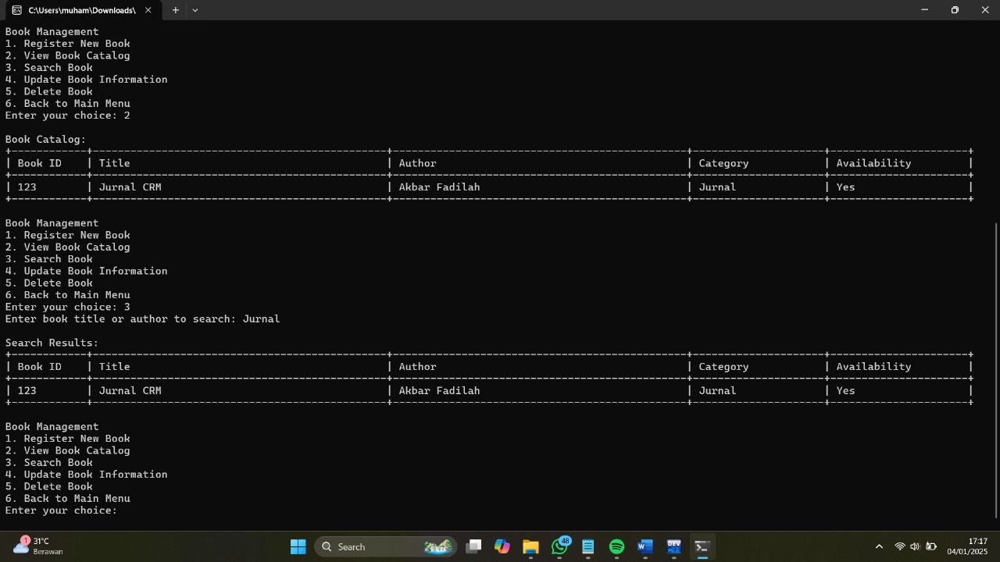 C:\Users\muham\Downloads\
Book Management
1. Register New Book
2. View Book Catalog
3. Search Book
4. Update Book Information
5. Delete Book
6. Back to Main Menu
Enter your choice: 2
Book Catalog:
| Book ID | Title | Author | Category | Availability |
| 123 | Jurnal CRM | Akbar Fadilah | Jurnal | Yes |
Book Management
1. Register New Book
2. View Book Catalog
3. Search Book
4. Update Book Information
5. Delete Book
6. Back to Main Menu
Enter your choice: 3
Enter book title or author to search: Jurnal
Search Results:
| Book ID | Title | Author | Category | Availability |
| 123 | Jurnal CRM | Akbar Fadilah | Jurnal | Yes |
Book Management
1. Register New Book
2. View Book Catalog
3. Search Book
4. Update Book Information
5. Delete Book
6. Back to Main Menu
Enter your choice:
1
31°C
Berawan
Search
48
W
DEV
17:17
04/01/2025